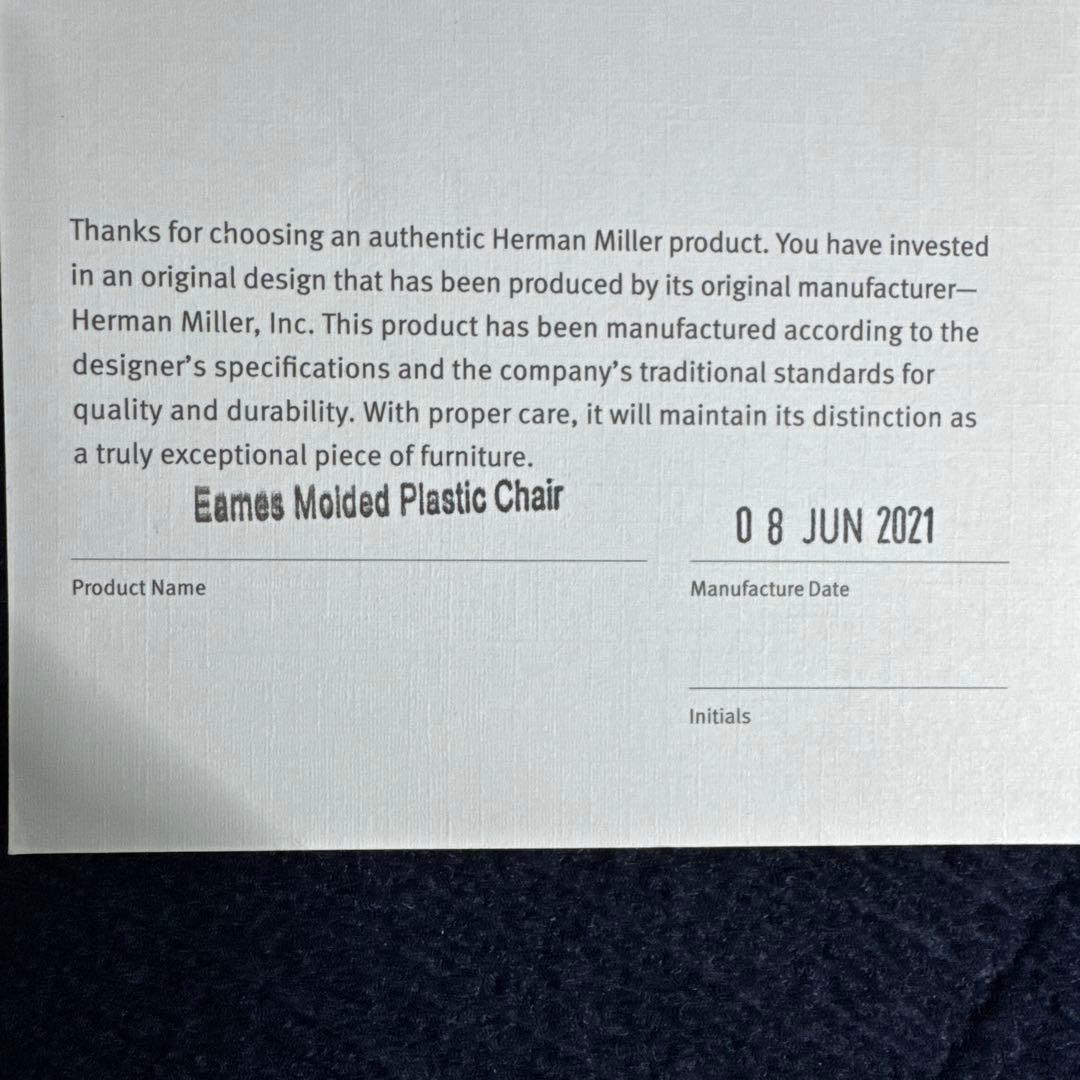 Thanks for choosing an authentic Herman Miller product. You have invested
in an original design that has been produced by its original manufacturer—
Herman Miller, Inc. This product has been manufactured according to the
designer’s specifications and the company’s traditional standards for
quality and durability. With proper care, it will maintain its distinction as
a truly exceptional piece of furniture.
Eames Molded Plastic Chair
08 JUN 2021
Product Name
Manufacture Date
Initials